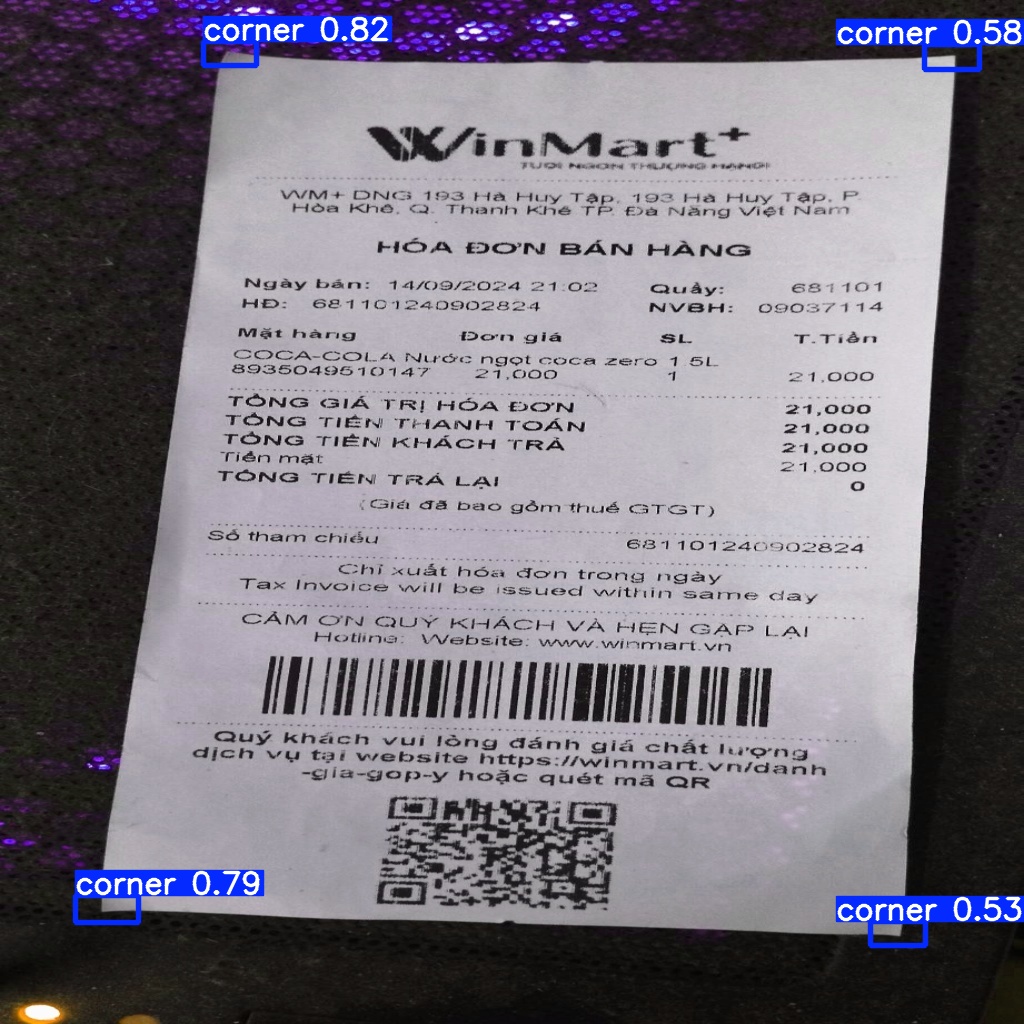 corner 0.82
corner 0.58
WinMart+
TƯƠI NGON THƯỢNG HẠNG!
WM+ DNG 193 Hà Huy Tập, 193 Hà Huy Tập, P.
Hòa Khê, Q. Thanh Khê TP. Đà Nẵng Việt Nam
HÓA ĐƠN BÁN HÀNG
Ngày bán: 14/09/2024 21:02 Quầy: 681101
HĐ: 681101240902824 NVBH: 09037114
Mặt hàng Đơn giá SL T.Tiền
COCA-COLA Nước ngọt coca zero 1 5L
8935049510147 21,000 1 21,000
TỔNG GIÁ TRỊ HÓA ĐƠN 21,000
TỔNG TIỀN THANH TOÁN 21,000
TỔNG TIỀN KHÁCH TRẢ 21,000
Tiền mặt 21,000
TỔNG TIỀN TRẢ LẠI 0
(Giá đã bao gồm thuế GTGT)
Số tham chiếu 681101240902824
Chỉ xuất hóa đơn trong ngày
Tax Invoice will be issued within same day
CẢM ƠN QUÝ KHÁCH VÀ HẸN GẶP LẠI
Hotline: Website: www.winmart.vn
Quý khách vui lòng đánh giá chất lượng
dịch vụ tại website https://winmart.vn/danh
-gia-gop-y hoặc quét mã QR
corner 0.79
corner 0.53